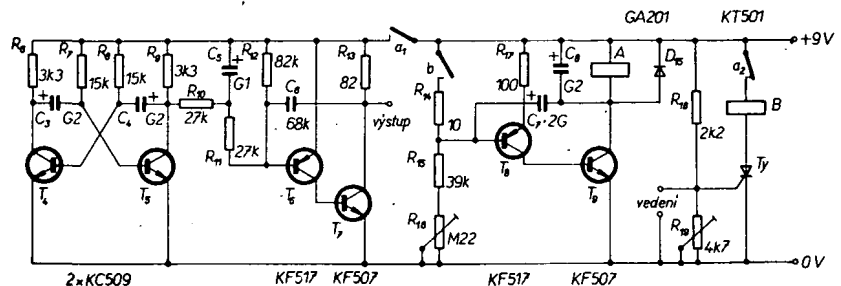 GA201 KT501
R6 R7 R8 R9 C5 R12 R13 a1 R17 C8 A D15 a2 +9V
3k3 15k 15k 3k3 G1 82k 82 b 100 G2
C3 G2 C4 G2 R10 27k C6 68k výstup R14 10 C7 2G R18 2k2 B
R11 27k R15 39k
T4 T5 T6 T7 T8 T9 Ty
vedení
R16 M22 R19 4k7
0V
2×KC509 KF517 KF507 KF517 KF507